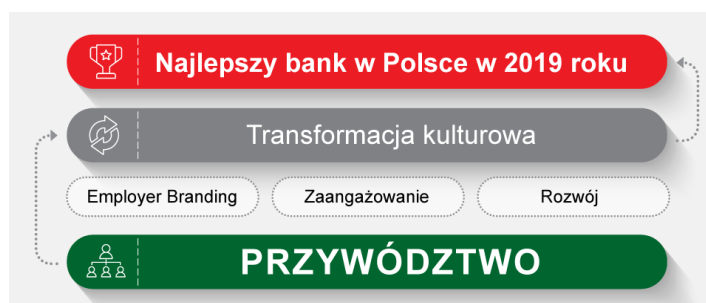 Najlepszy bank w Polsce w 2019 roku
Transformacja kulturowa
Employer Branding
Zaangażowanie
Rozwój
PRZYWÓDZTWO